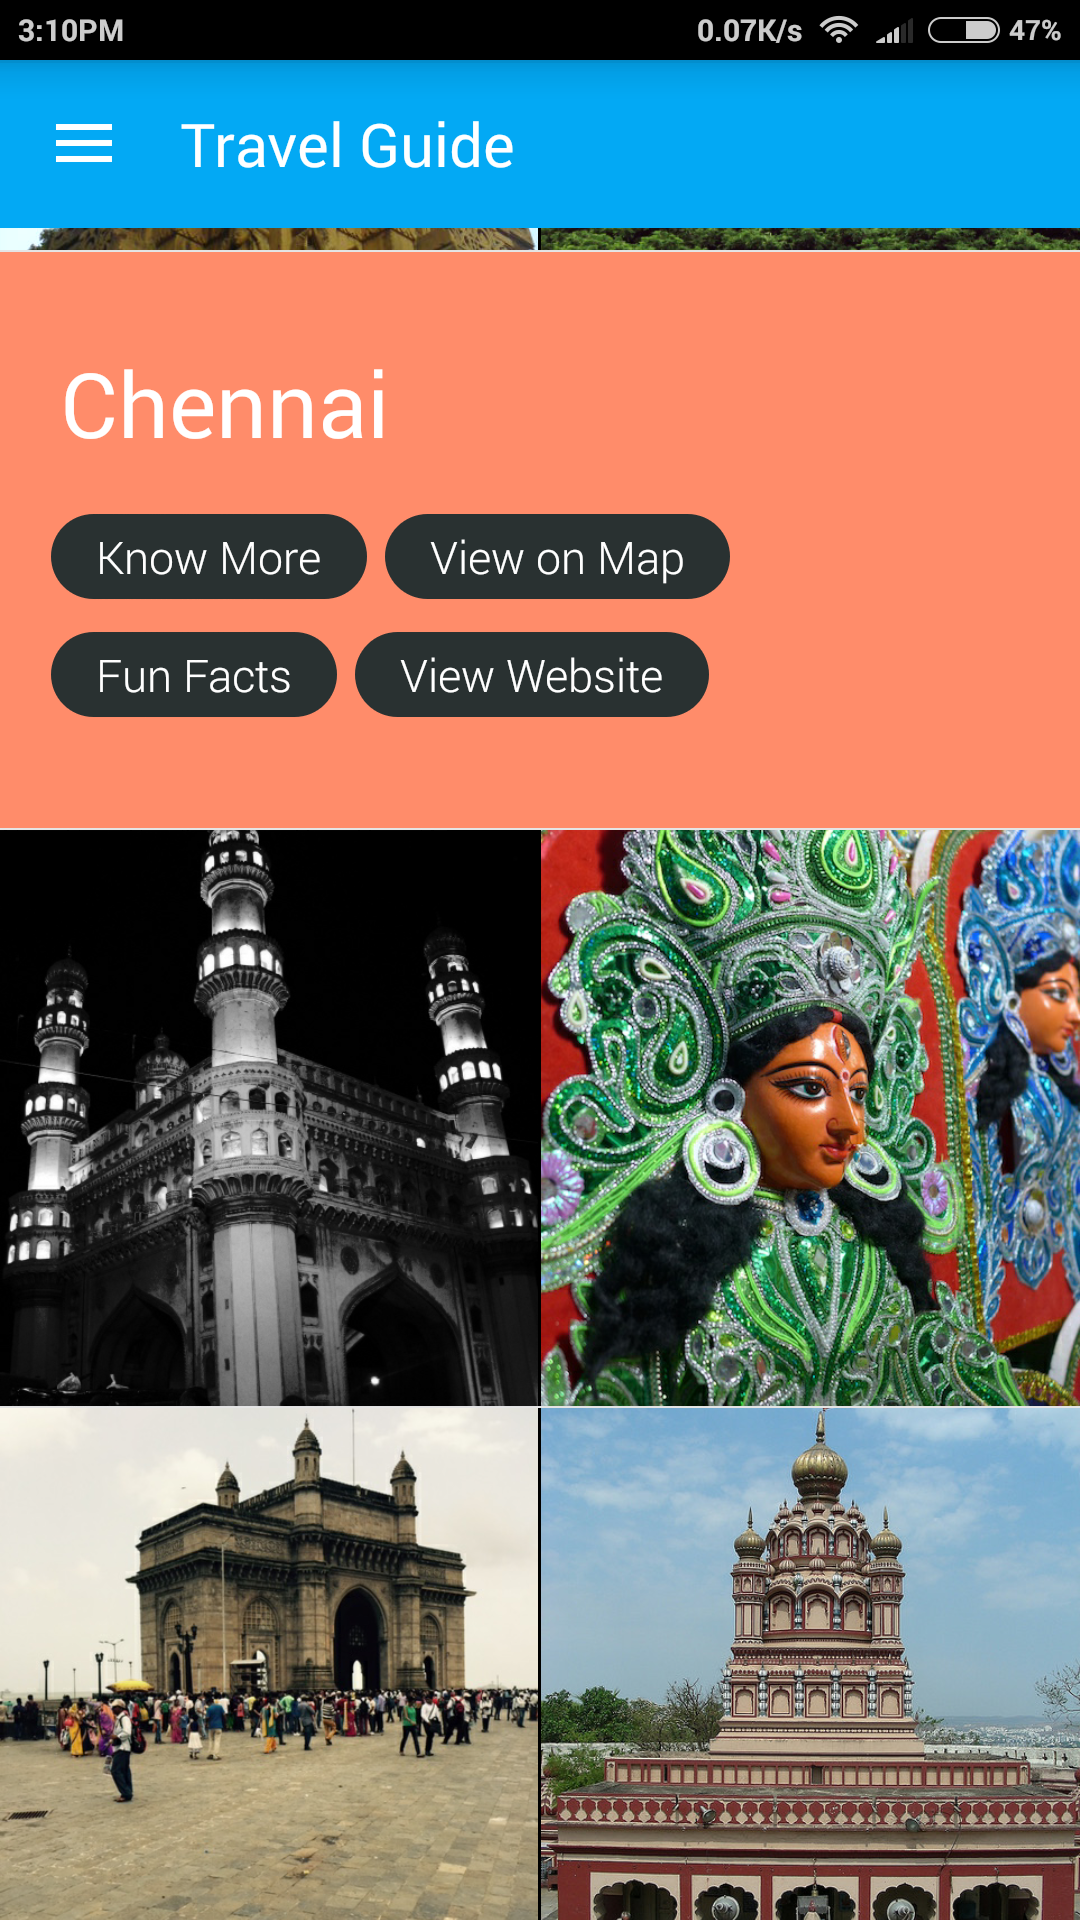 3:10PM 0.07K/s 47%
Travel Guide
Chennai
Know More View on Map
Fun Facts View Website